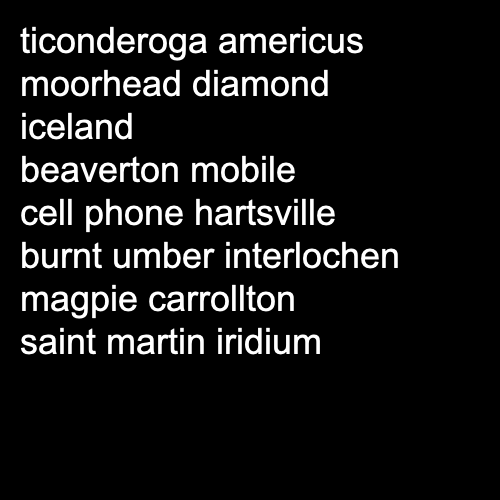 ticonderoga americus
moorhead diamond
iceland
beaverton mobile
cell phone hartsville
burnt umber interlochen
magpie carrollton
saint martin iridium